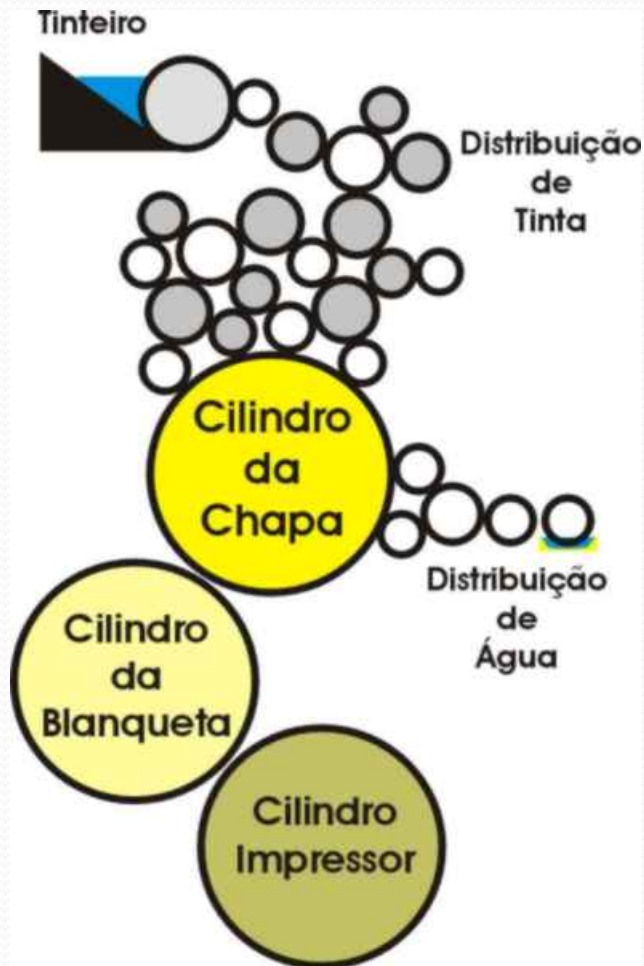 Tinteiro
Distribuição
de
Tinta
Cilindro
da
Chapa
Distribuição
de
Água
Cilindro
da
Blanqueta
Cilindro
Impressor